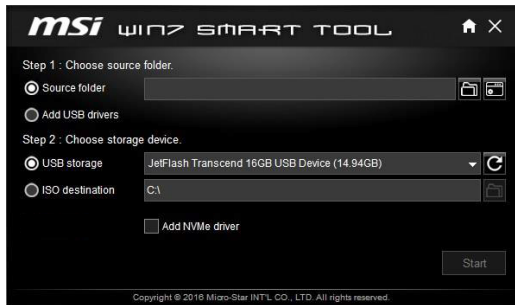 msi WIN7 SMART TOOL
Step 1 : Choose source folder.
Source folder
Add USB drivers
Step 2 : Choose storage device.
USB storage JetFlash Transcend 16GB USB Device (14.94GB)
ISO destination C:\
Add NVMe driver
Start
Copyright © 2016 Micro-Star INT'L CO., LTD. All rights reserved.